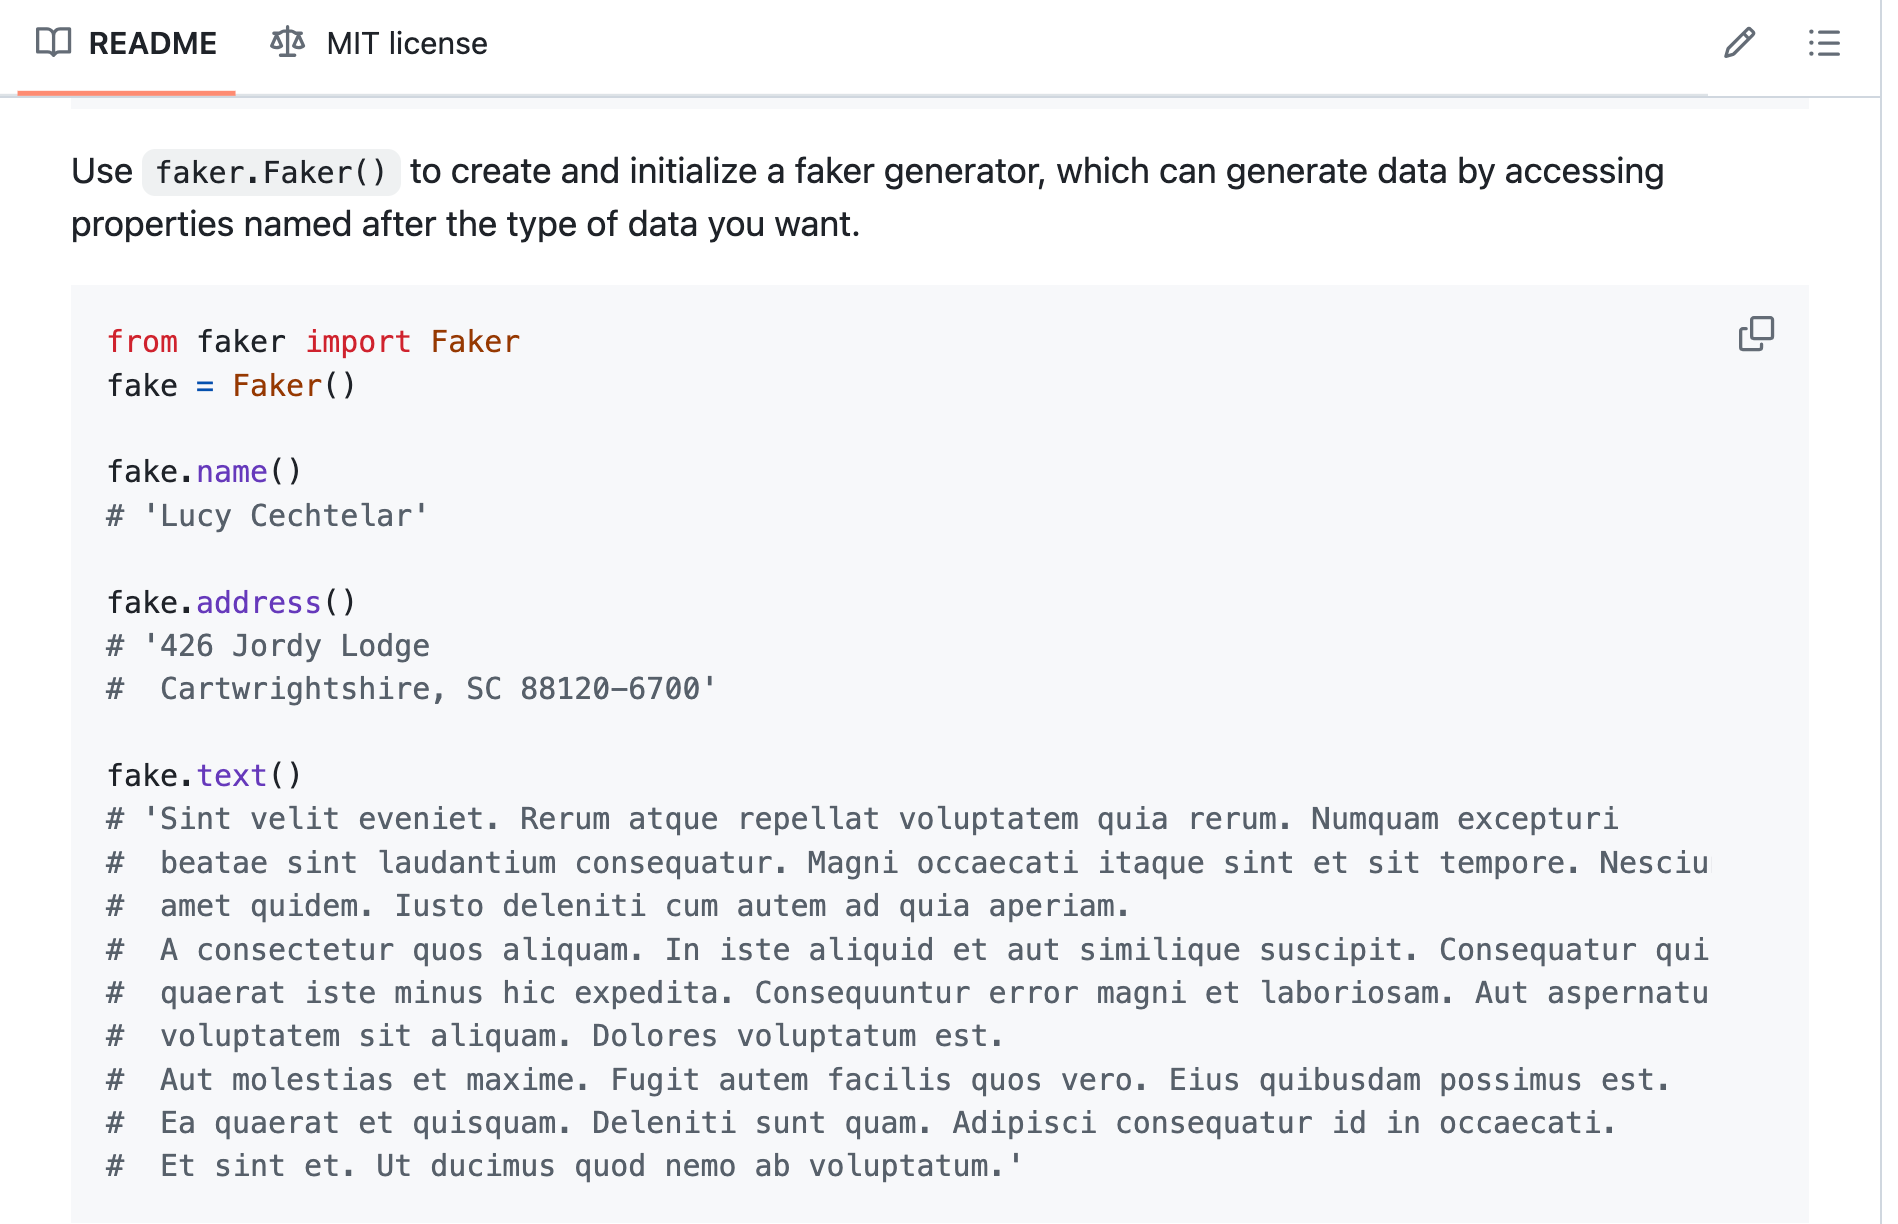 README MIT license
Use faker.Faker() to create and initialize a faker generator, which can generate data by accessing
properties named after the type of data you want.
from faker import Faker
fake = Faker()
fake.name()
# 'Lucy Cechtelar'
fake.address()
# '426 Jordy Lodge
#  Cartwrightshire, SC 88120-6700'
fake.text()
# 'Sint velit eveniet. Rerum atque repellat voluptatem quia rerum. Numquam excepturi
#  beatae sint laudantium consequatur. Magni occaecati itaque sint et sit tempore. Nesciu
#  amet quidem. Iusto deleniti cum autem ad quia aperiam.
#  A consectetur quos aliquam. In iste aliquid et aut similique suscipit. Consequatur qui
#  quaerat iste minus hic expedita. Consequuntur error magni et laboriosam. Aut aspernatu
#  voluptatem sit aliquam. Dolores voluptatum est.
#  Aut molestias et maxime. Fugit autem facilis quos vero. Eius quibusdam possimus est.
#  Ea quaerat et quisquam. Deleniti sunt quam. Adipisci consequatur id in occaecati.
#  Et sint et. Ut ducimus quod nemo ab voluptatum.'